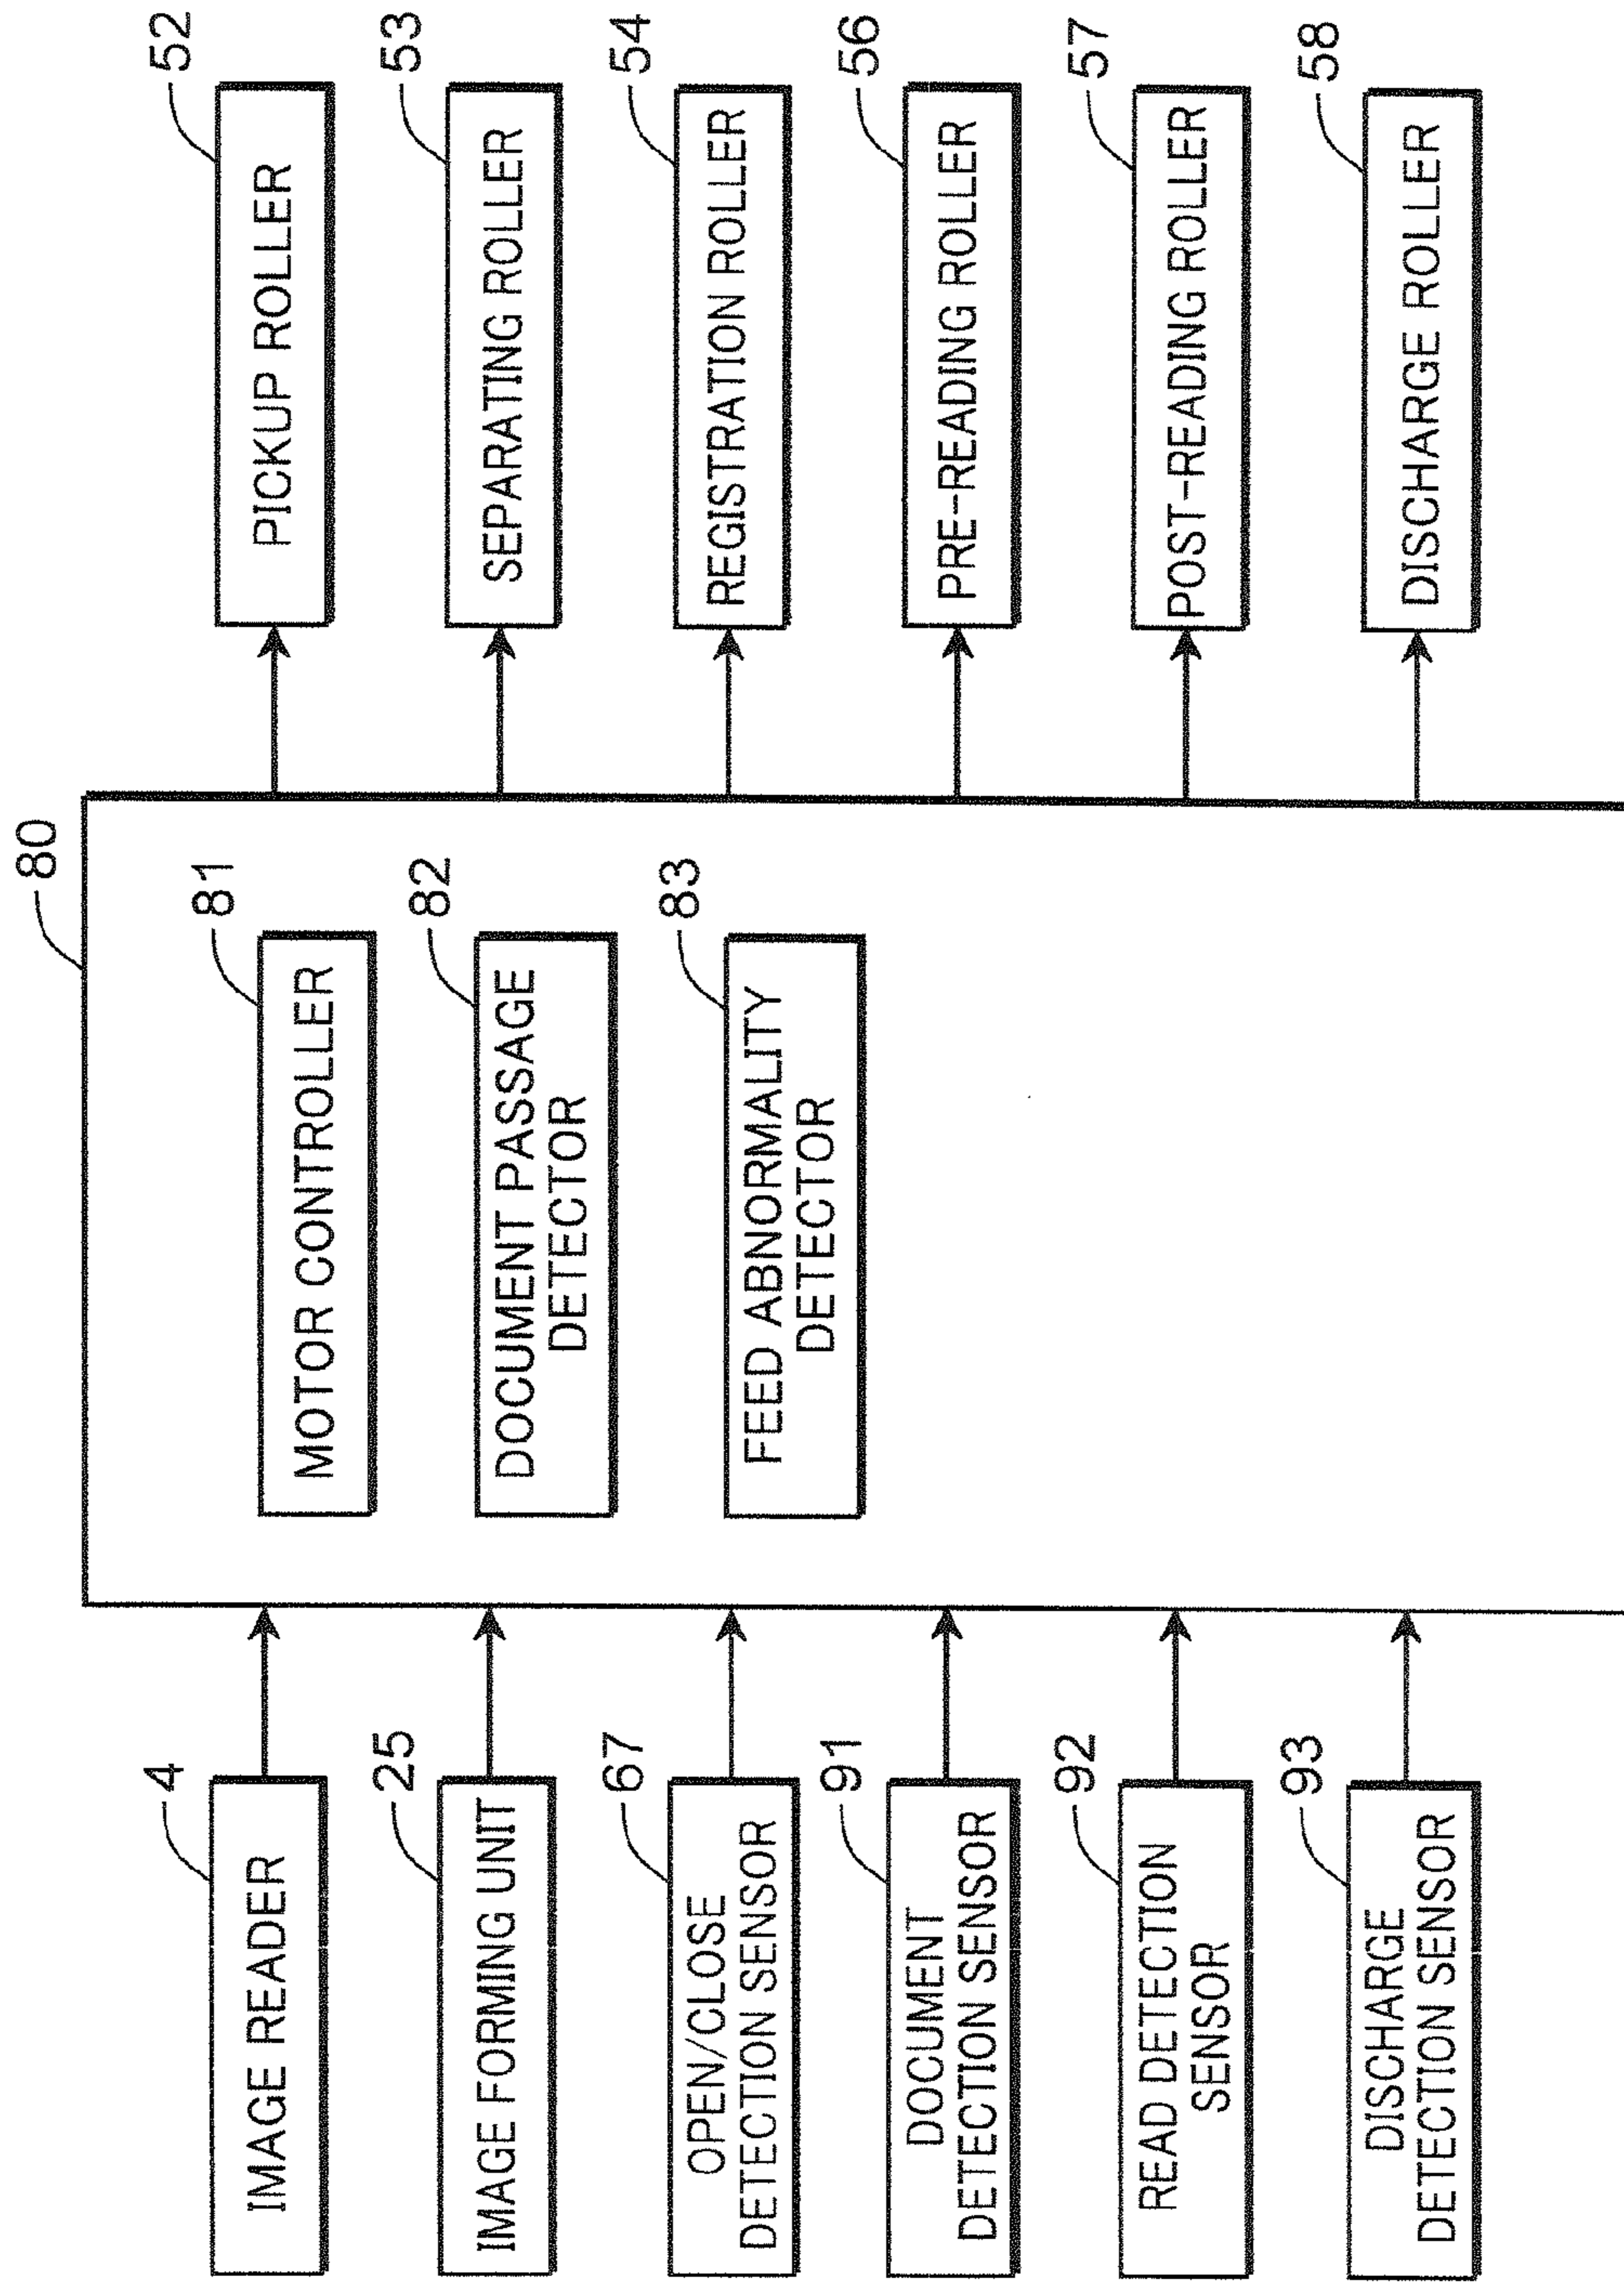 80
4
IMAGE READER
25
IMAGE FORMING UNIT
67
OPEN/CLOSE
DETECTION SENSOR
91
DOCUMENT
DETECTION SENSOR
92
READ DETECTION
SENSOR
93
DISCHARGE
DETECTION SENSOR
81
MOTOR CONTROLLER
82
DOCUMENT PASSAGE
DETECTOR
83
FEED ABNORMALITY
DETECTOR
52
PICKUP ROLLER
53
SEPARATING ROLLER
54
REGISTRATION ROLLER
56
PRE-READING ROLLER
57
POST-READING ROLLER
58
DISCHARGE ROLLER